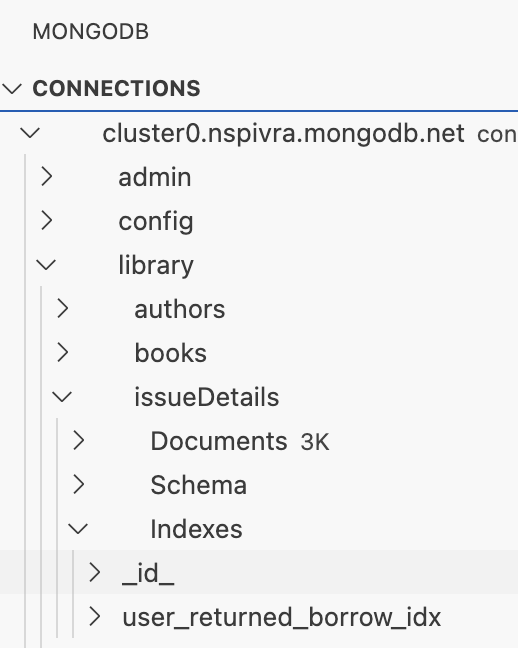 MONGODB
CONNECTIONS
cluster0.nspivra.mongodb.net con
admin
config
library
authors
books
issueDetails
Documents 3K
Schema
Indexes
_id_
user_returned_borrow_idx